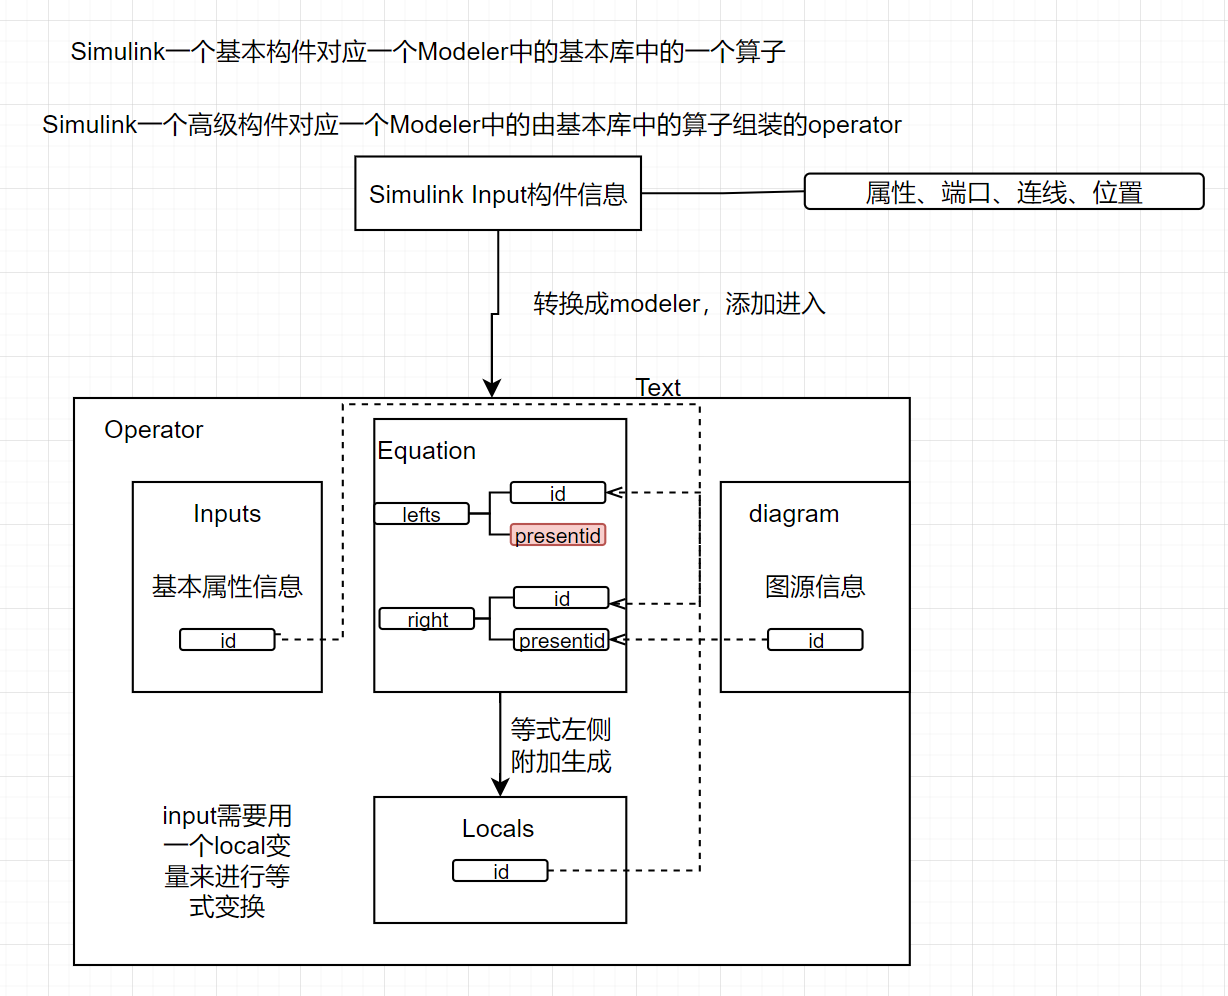 Simulink一个基本构件对应一个Modeler中的基本库中的一个算子
Simulink一个高级构件对应一个Modeler中的由基本库中的算子组装的operator
Simulink Input构件信息
属性、端口、连线、位置
转换成modeler，添加进入
Text
Operator
Equation
Inputs
基本属性信息
id
lefts
id
presentid
right
id
presentid
diagram
图源信息
id
等式左侧
附加生成
Locals
id
input需要用
一个local变
量来进行等
式变换